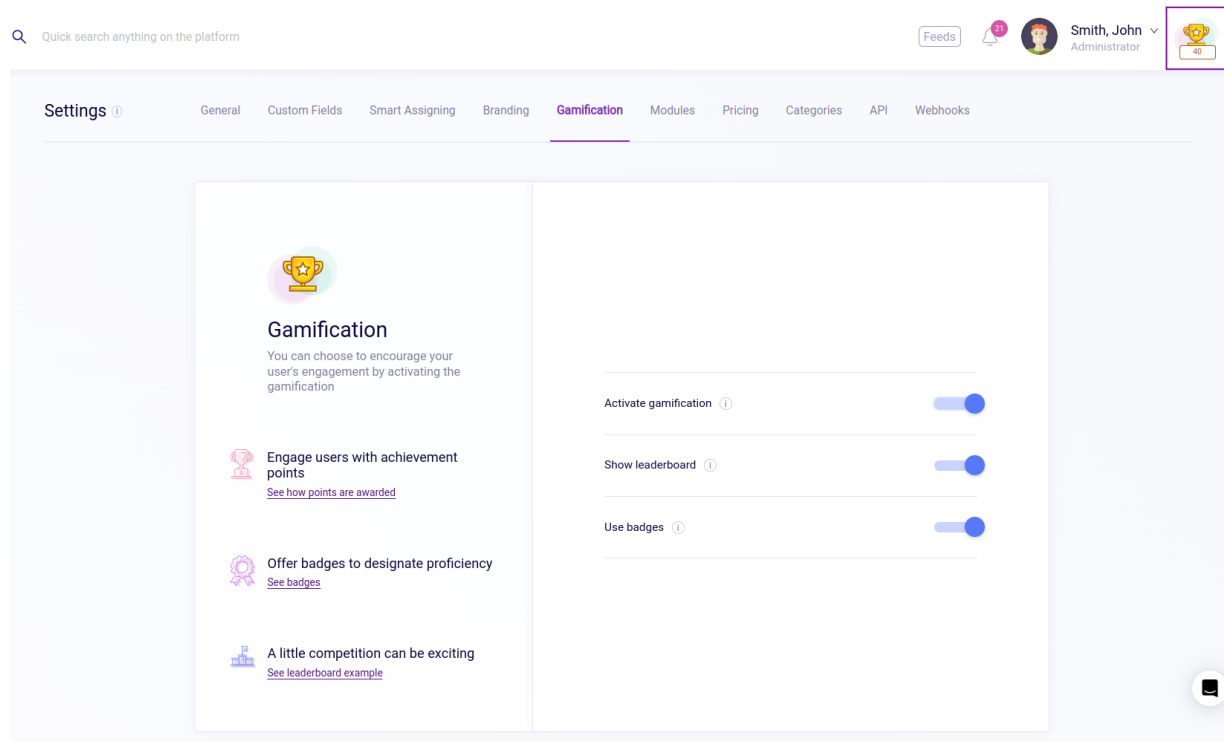 Quick search anything on the platform
Feeds
21
Smith, John
Administrator
40
Settings
General Custom Fields Smart Assigning Branding Gamification Modules Pricing Categories API Webhooks
Gamification
You can choose to encourage your
user's engagement by activating the
gamification
Engage users with achievement
points
See how points are awarded
Offer badges to designate proficiency
See badges
A little competition can be exciting
See leaderboard example
Activate gamification
Show leaderboard
Use badges